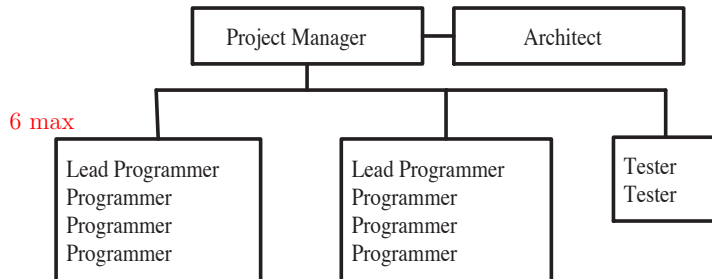 Project Manager
Architect
6 max
Lead Programmer
Programmer
Programmer
Programmer
Lead Programmer
Programmer
Programmer
Programmer
Tester
Tester